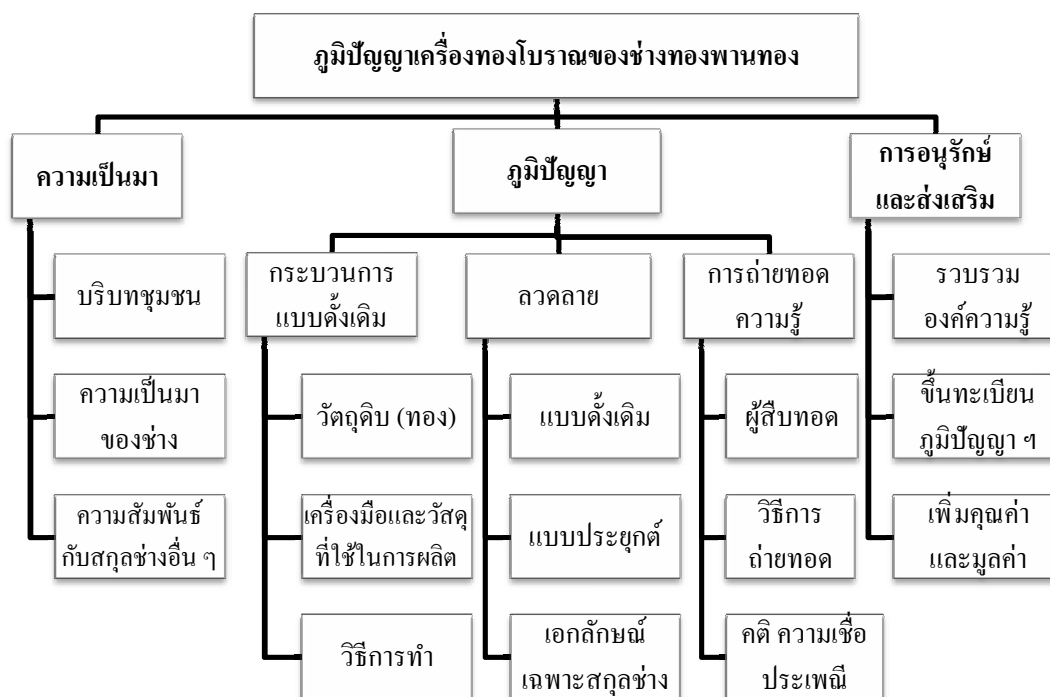 ภูมิปัญญาเครื่องทองโบราณของช่างทองพานทอง
ความเป็นมา
บริบทชุมชน
ความเป็นมา
ของช่าง
ความสัมพันธ์
กับสกุลช่างอื่น ๆ
ภูมิปัญญา
กระบวนการ
แบบดั้งเดิม
วัตถุดิบ (ทอง)
เครื่องมือและวัสดุ
ที่ใช้ในการผลิต
วิธีการทำ
ลวดลาย
แบบดั้งเดิม
แบบประยุกต์
เอกลักษณ์
เฉพาะสกุลช่าง
การถ่ายทอด
ความรู้
ผู้สืบทอด
วิธีการ
ถ่ายทอด
คติ ความเชื่อ
ประเพณี
การอนุรักษ์
และส่งเสริม
รวบรวม
องค์ความรู้
ขึ้นทะเบียน
ภูมิปัญญา ฯ
เพิ่มคุณค่า
และมูลค่า